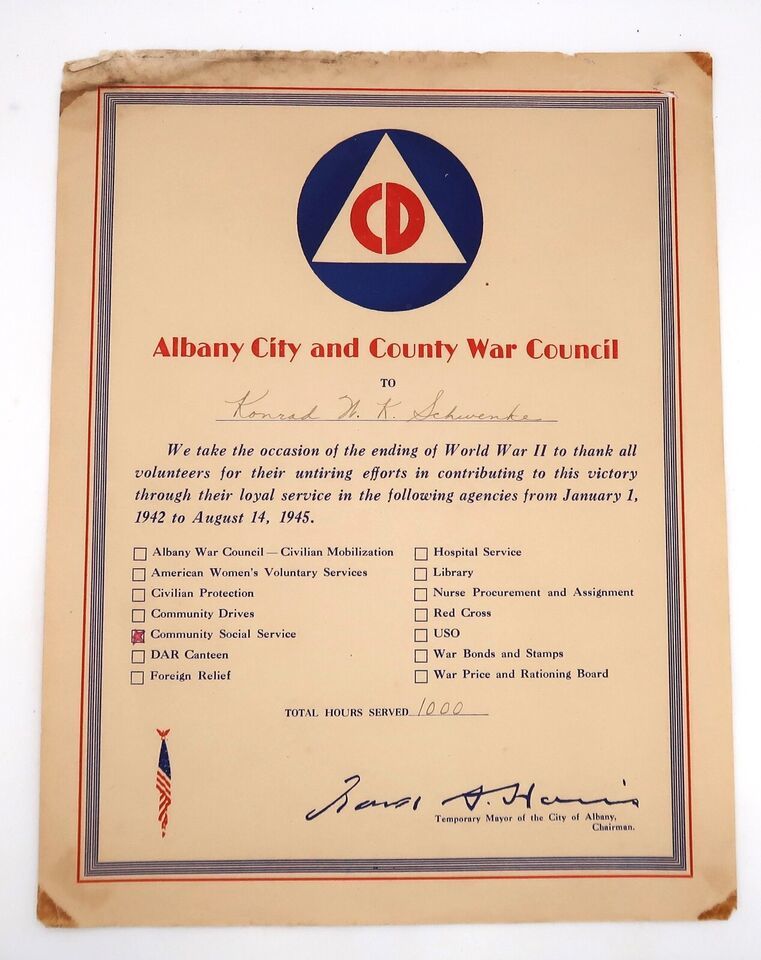 CD
Albany City and County War Council
TO
Konrad W. K. Schwenke
We take the occasion of the ending of World War II to thank all
volunteers for their untiring efforts in contributing to this victory
through their loyal service in the following agencies from January 1,
1942 to August 14, 1945.
Albany War Council — Civilian Mobilization
American Women's Voluntary Services
Civilian Protection
Community Drives
Community Social Service
DAR Canteen
Foreign Relief
Hospital Service
Library
Nurse Procurement and Assignment
Red Cross
USO
War Bonds and Stamps
War Price and Rationing Board
TOTAL HOURS SERVED 1000
A. Harris
Temporary Mayor of the City of Albany,
Chairman.